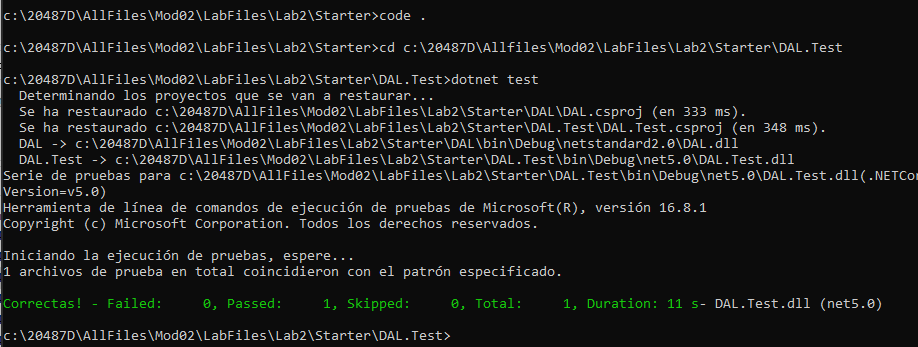 c:\20487D\AllFiles\Mod02\LabFiles\Lab2\Starter>code .
c:\20487D\AllFiles\Mod02\LabFiles\Lab2\Starter>cd c:\20487D\Allfiles\Mod02\LabFiles\Lab2\Starter\DAL.Test
c:\20487D\AllFiles\Mod02\LabFiles\Lab2\Starter\DAL.Test>dotnet test
Determinando los proyectos que se van a restaurar...
Se ha restaurado c:\20487D\AllFiles\Mod02\LabFiles\Lab2\Starter\DAL\DAL.csproj (en 333 ms).
Se ha restaurado c:\20487D\AllFiles\Mod02\LabFiles\Lab2\Starter\DAL.Test\DAL.Test.csproj (en 348 ms).
DAL -> c:\20487D\AllFiles\Mod02\LabFiles\Lab2\Starter\DAL\bin\Debug\netstandard2.0\DAL.dll
DAL.Test -> c:\20487D\AllFiles\Mod02\LabFiles\Lab2\Starter\DAL.Test\bin\Debug\net5.0\DAL.Test.dll
Serie de pruebas para c:\20487D\AllFiles\Mod02\LabFiles\Lab2\Starter\DAL.Test\bin\Debug\net5.0\DAL.Test.dll(.NETCor
Version=v5.0)
Herramienta de línea de comandos de ejecución de pruebas de Microsoft(R), versión 16.8.1
Copyright (c) Microsoft Corporation. Todos los derechos reservados.
Iniciando la ejecución de pruebas, espere...
1 archivos de prueba en total coincidieron con el patrón especificado.
Correctas! - Failed:     0, Passed:     1, Skipped:     0, Total:     1, Duration: 11 s- DAL.Test.dll (net5.0)
c:\20487D\AllFiles\Mod02\LabFiles\Lab2\Starter\DAL.Test>